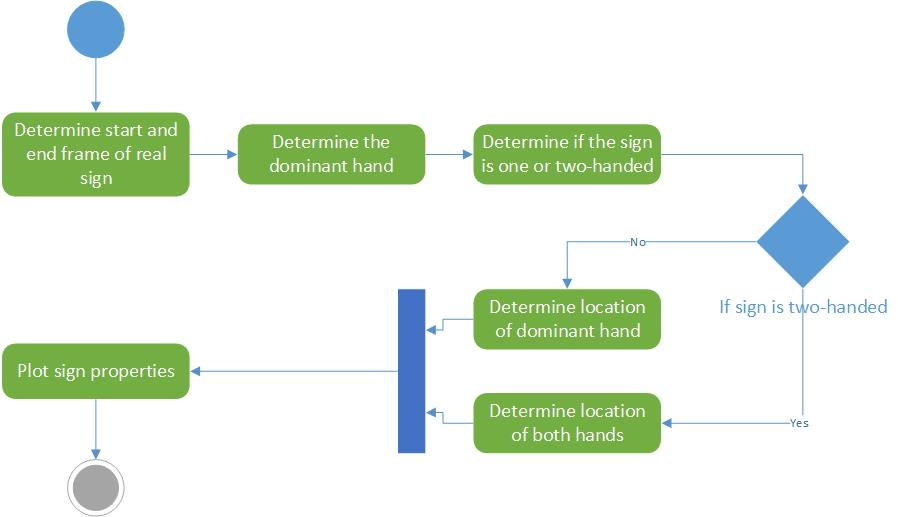 Determine start and
end frame of real
sign
Determine the
dominant hand
Determine if the sign
is one or two-handed
No
If sign is two-handed
Determine location
of dominant hand
Plot sign properties
Determine location
of both hands
Yes